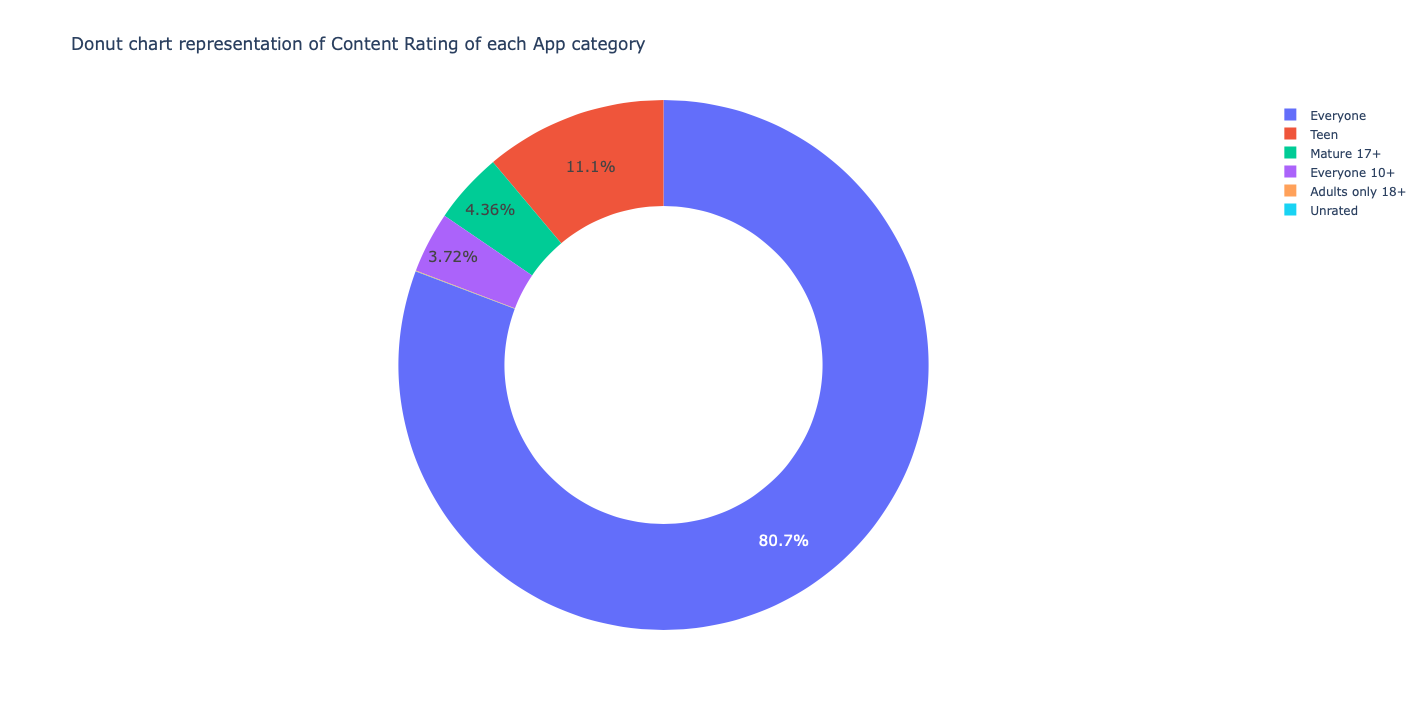 Donut chart representation of Content Rating of each App category
Everyone
Teen
Mature 17+
Everyone 10+
Adults only 18+
Unrated
11.1%
4.36%
3.72%
80.7%